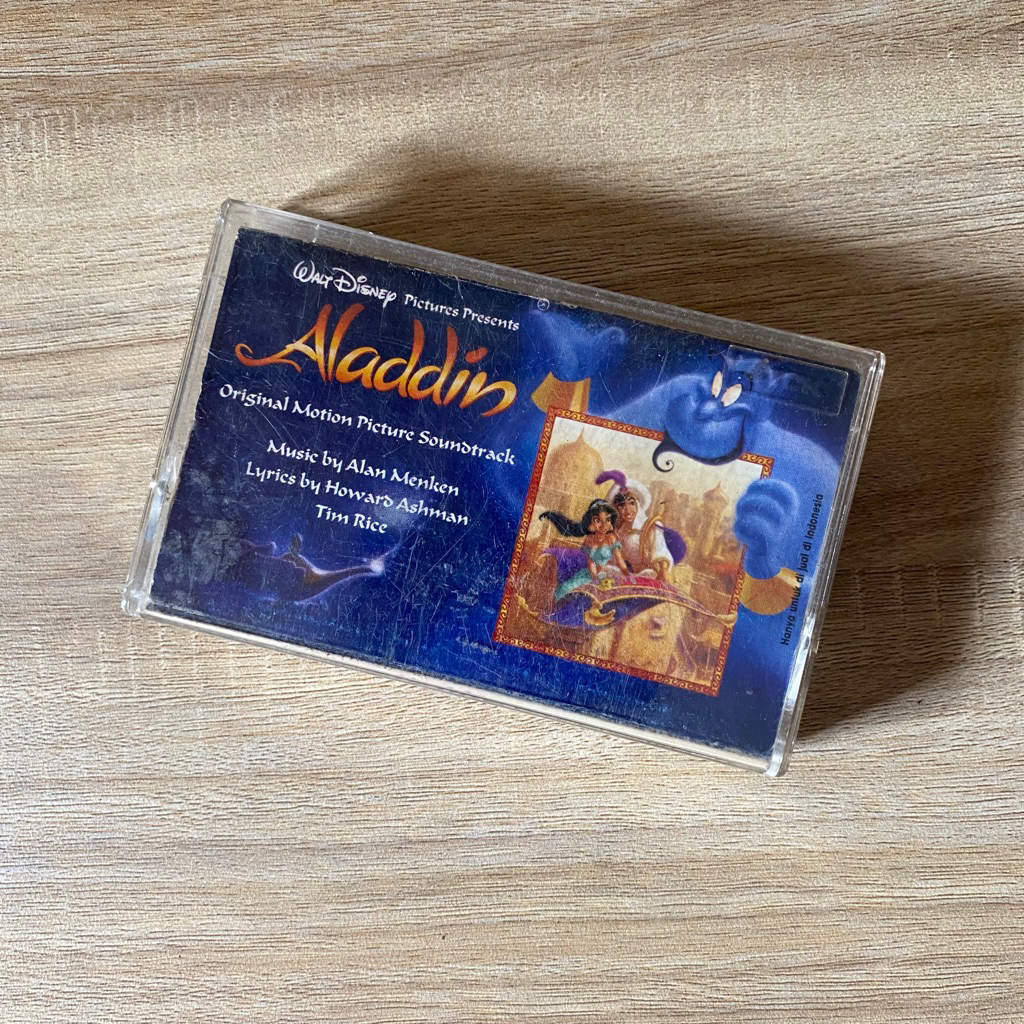 Walt Disney Pictures Presents
Aladdin
Original Motion Picture Soundtrack
Music by Alan Menken
Lyrics by Howard Ashman
Tim Rice
Hanya untuk di jual di Indonesia